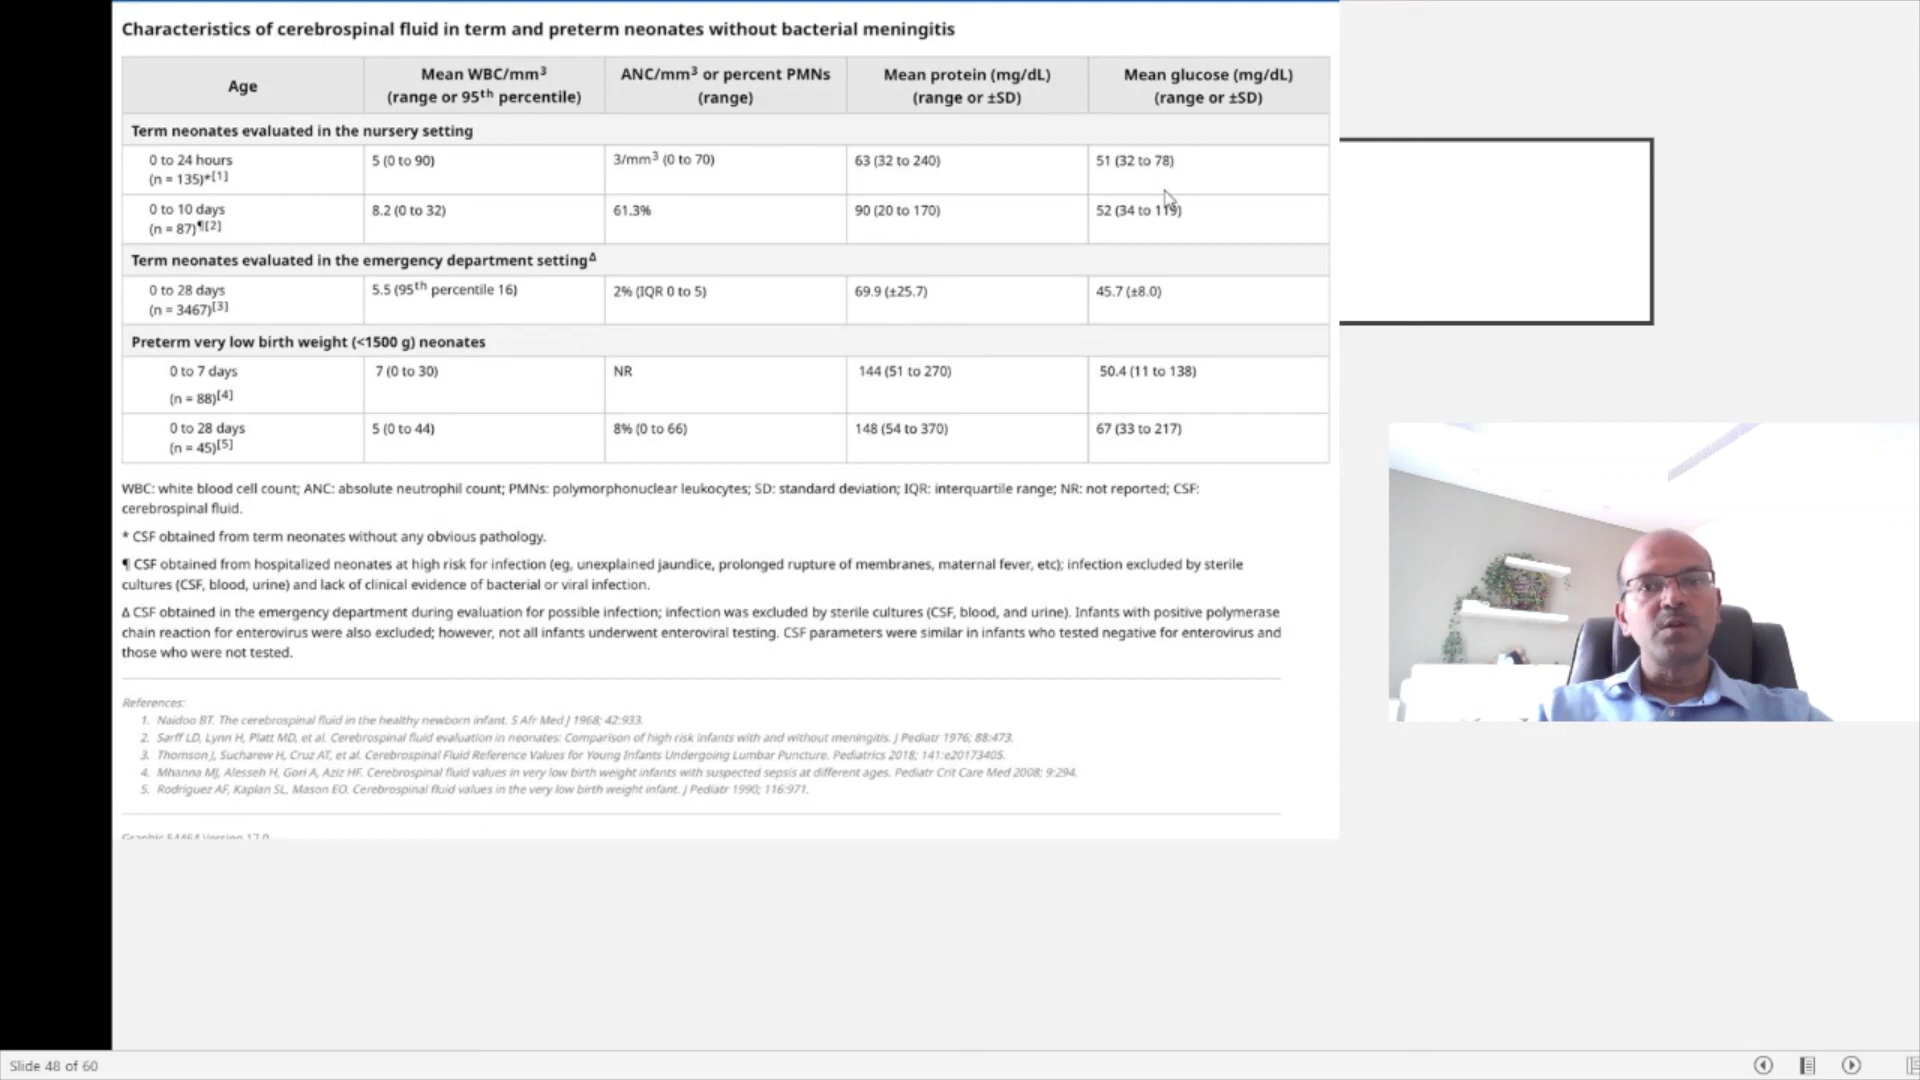 Characteristics of cerebrospinal fluid in term and preterm neonates without bacterial meningitis
Age
Mean WBC/mm³
(range or 95th percentile)
ANC/mm³ or percent PMNs
(range)
Mean protein (mg/dL)
(range or ±SD)
Mean glucose (mg/dL)
(range or ±SD)
Term neonates evaluated in the nursery setting
0 to 24 hours
(n = 135)*[1]
5 (0 to 90)
3/mm³ (0 to 70)
63 (32 to 240)
51 (32 to 78)
0 to 10 days
(n = 87)¶[2]
8.2 (0 to 32)
61.3%
90 (20 to 170)
52 (34 to 119)
Term neonates evaluated in the emergency department settingΔ
0 to 28 days
(n = 3467)[3]
5.5 (95th percentile 16)
2% (IQR 0 to 5)
69.9 (±25.7)
45.7 (±8.0)
Preterm very low birth weight (<1500 g) neonates
0 to 7 days
(n = 88)[4]
7 (0 to 30)
NR
144 (51 to 270)
50.4 (11 to 138)
0 to 28 days
(n = 45)[5]
5 (0 to 44)
8% (0 to 66)
148 (54 to 370)
67 (33 to 217)
WBC: white blood cell count; ANC: absolute neutrophil count; PMNs: polymorphonuclear leukocytes; SD: standard deviation; IQR: interquartile range; NR: not reported; CSF:
cerebrospinal fluid.
* CSF obtained from term neonates without any obvious pathology.
¶ CSF obtained from hospitalized neonates at high risk for infection (eg, unexplained jaundice, prolonged rupture of membranes, maternal fever, etc); infection excluded by sterile
cultures (CSF, blood, urine) and lack of clinical evidence of bacterial or viral infection.
Δ CSF obtained in the emergency department during evaluation for possible infection; infection was excluded by sterile cultures (CSF, blood, and urine). Infants with positive polymerase
chain reaction for enterovirus were also excluded; however, not all infants underwent enteroviral testing. CSF parameters were similar in infants who tested negative for enterovirus and
those who were not tested.
References:
1. Naidoo BT. The cerebrospinal fluid in the healthy newborn infant. S Afr Med J 1968; 42:933.
2. Sarff LD, Lynn H, Platt MD, et al. Cerebrospinal fluid evaluation in neonates: Comparison of high risk infants with and without meningitis. J Pediatr 1976; 88:473.
3. Thomson J, Sucharew H, Cruz AT, et al. Cerebrospinal Fluid Reference Values for Young Infants Undergoing Lumbar Puncture. Pediatrics 2018; 141:e20173405.
4. Mhanna MJ, Alesseh H, Gori A, Aziz HF. Cerebrospinal fluid values in very low birth weight infants with suspected sepsis at different ages. Pediatr Crit Care Med 2008; 9:294.
5. Rodriguez AF, Kaplan SL, Mason EO. Cerebrospinal fluid values in the very low birth weight infant. J Pediatr 1990; 116:971.
Graphic 54464 Version 17.0
Slide 48 of 60